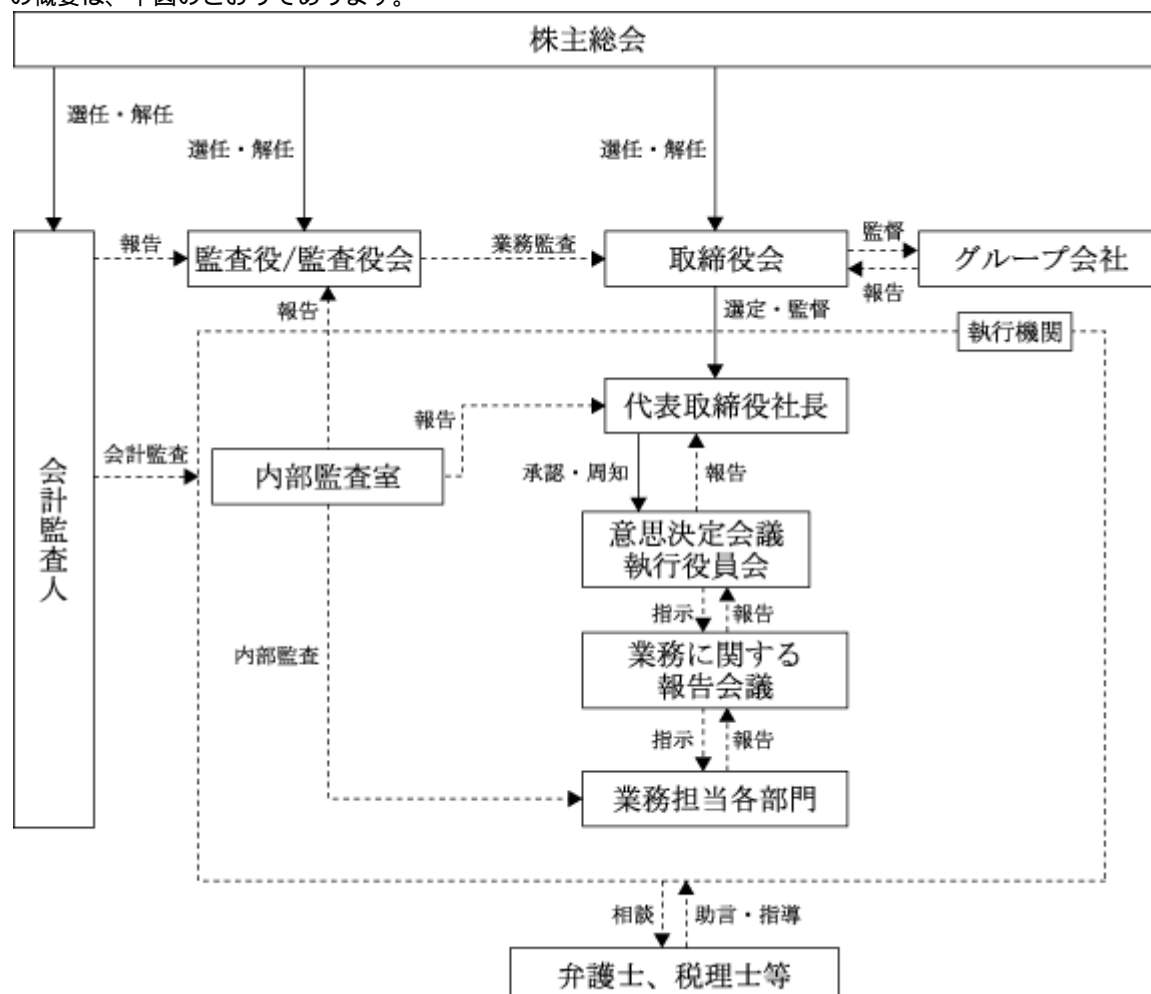 の概要は、下図のとおりであります。
株主総会
選任・解任
選任・解任
選任・解任
報告
監査役/監査役会
業務監査
取締役会
監督
報告
グループ会社
報告
選定・監督
執行機関
代表取締役社長
報告
会計監査人
会計監査
内部監査室
承認・周知
報告
意思決定会議
執行役員会
指示
報告
内部監査
業務に関する
報告会議
指示
報告
業務担当各部門
相談
助言・指導
弁護士、税理士等